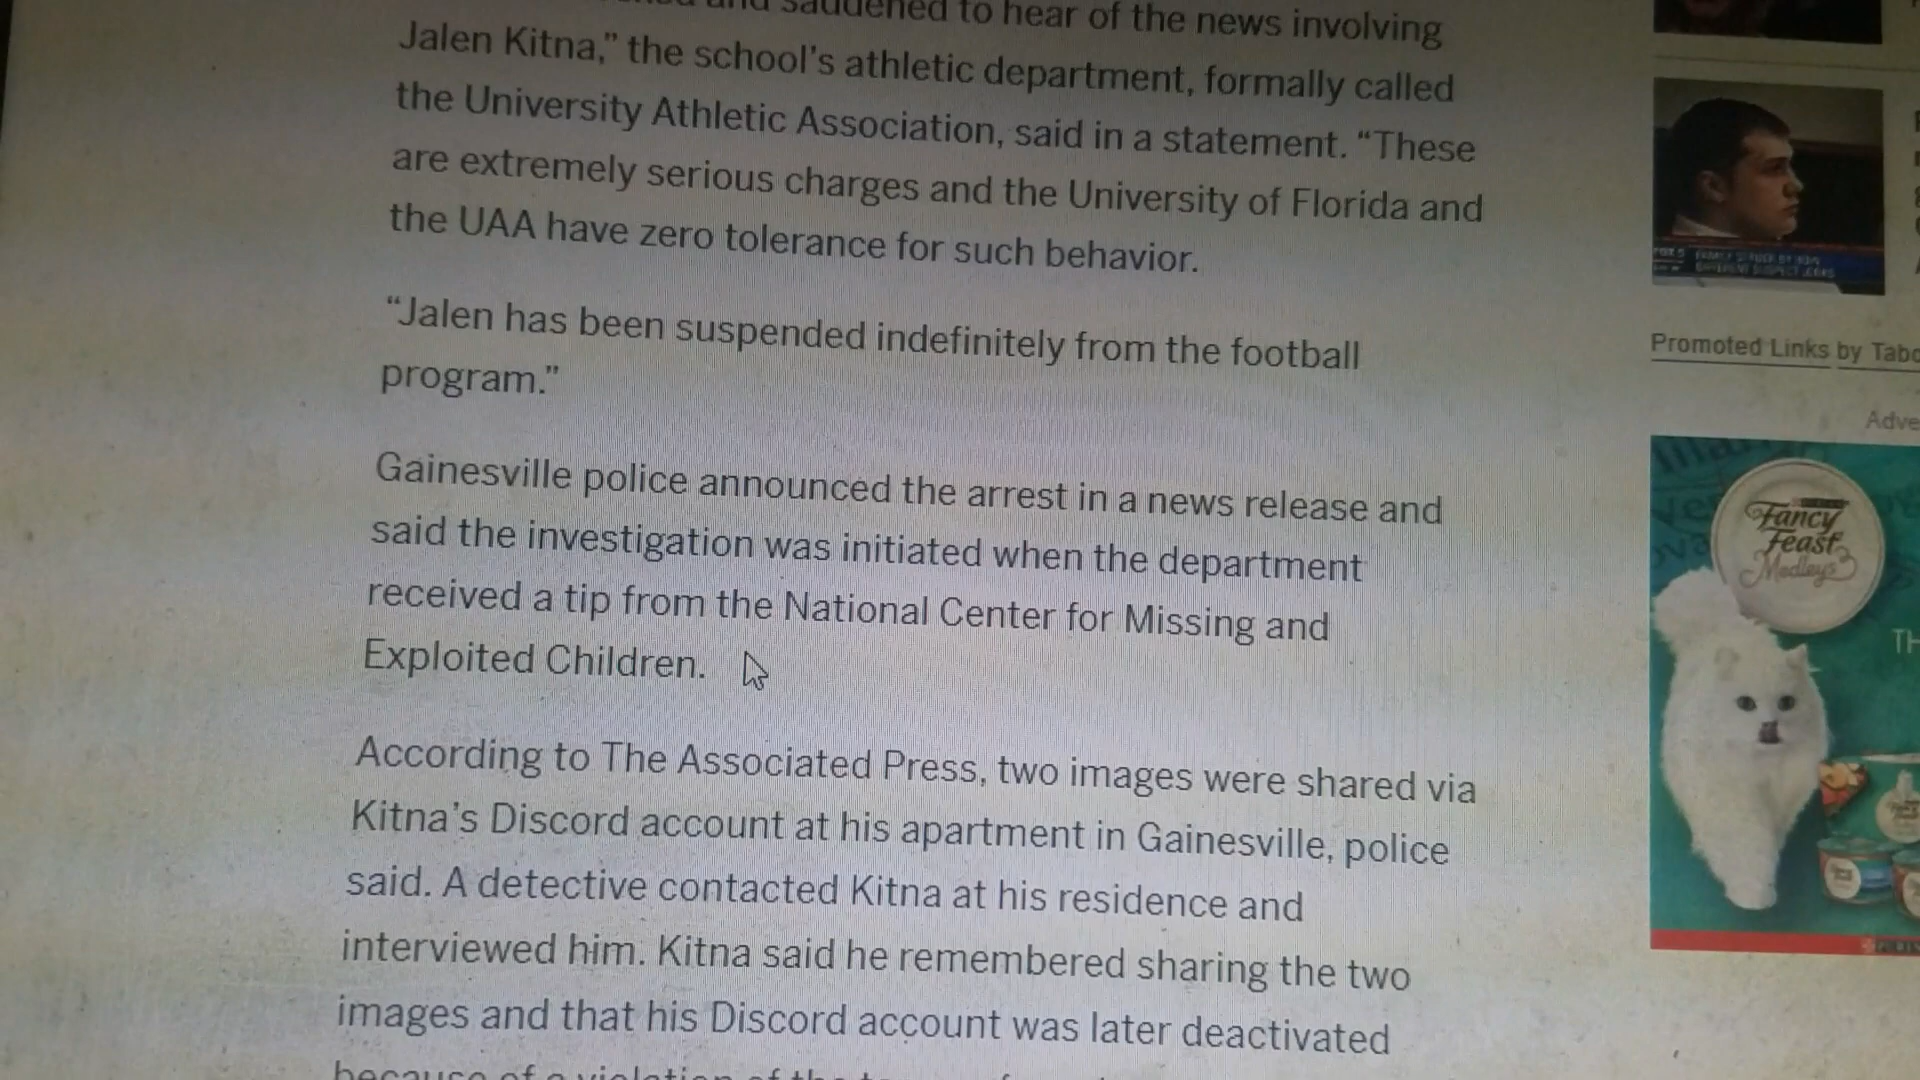 saddened to hear of the news involving
Jalen Kitna,” the school’s athletic department, formally called
the University Athletic Association, said in a statement. “These
are extremely serious charges and the University of Florida and
the UAA have zero tolerance for such behavior.
“Jalen has been suspended indefinitely from the football
program.”
Gainesville police announced the arrest in a news release and
said the investigation was initiated when the department
received a tip from the National Center for Missing and
Exploited Children.
According to The Associated Press, two images were shared via
Kitna’s Discord account at his apartment in Gainesville, police
said. A detective contacted Kitna at his residence and
interviewed him. Kitna said he remembered sharing the two
images and that his Discord account was later deactivated
because of a violation of the
Promoted Links by
Fancy
Feast
Medleys